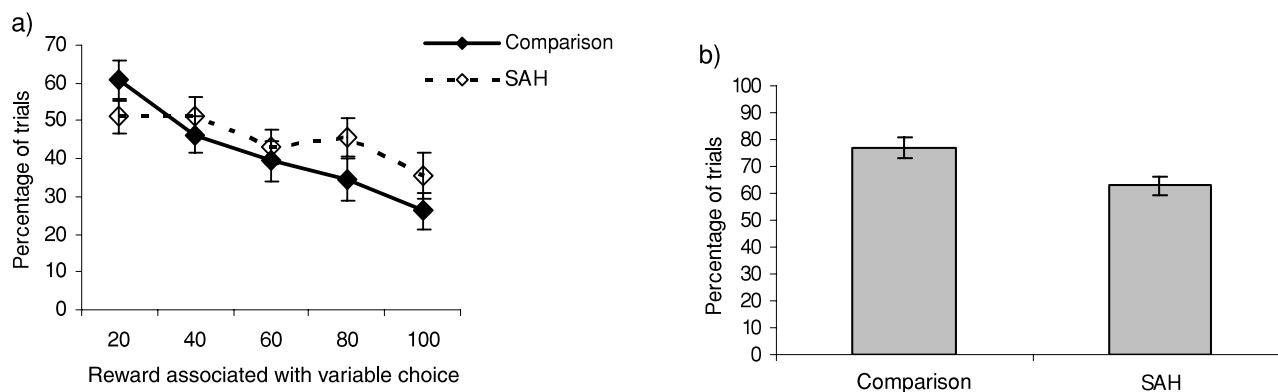 a)
70
60
50
40
30
20
10
0
Percentage of trials
20 40 60 80 100
Reward associated with variable choice
Comparison
SAH
b)
100
90
80
70
60
50
40
30
20
10
0
Percentage of trials
Comparison SAH